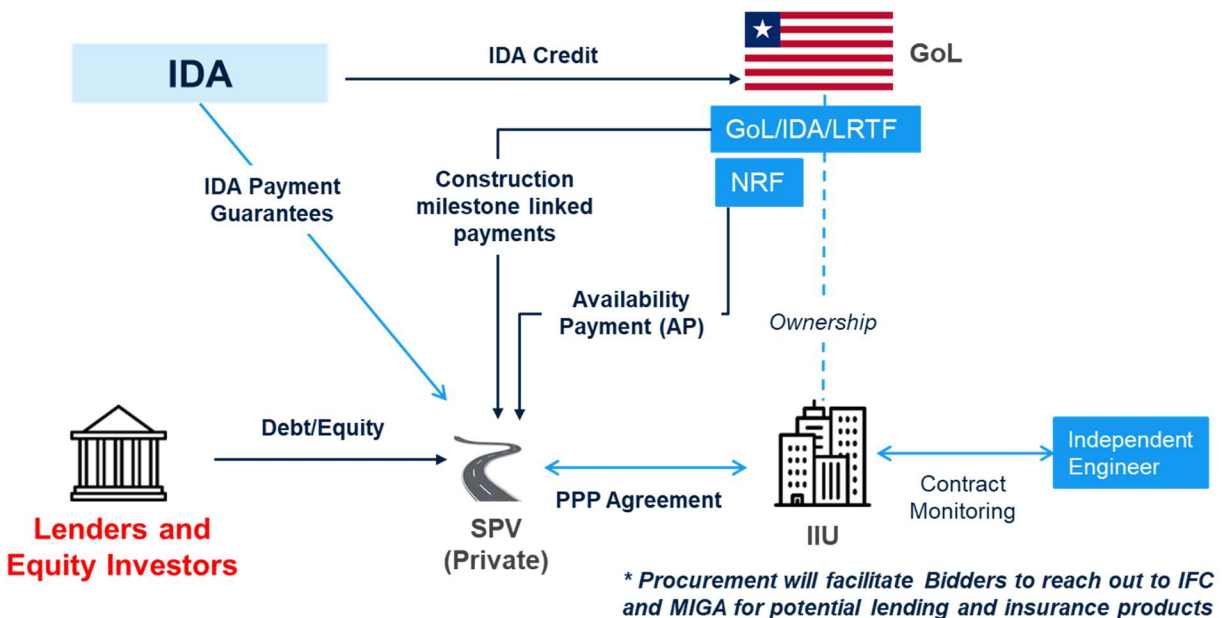 IDA
IDA Credit
GoL
GoL/IDA/LRTF
NRF
IDA Payment
Guarantees
Construction
milestone linked
payments
Availability
Payment (AP)
Ownership
Debt/Equity
Lenders and
Equity Investors
SPV
(Private)
PPP Agreement
IIU
Contract
Monitoring
Independent
Engineer
* Procurement will facilitate Bidders to reach out to IFC
and MIGA for potential lending and insurance products